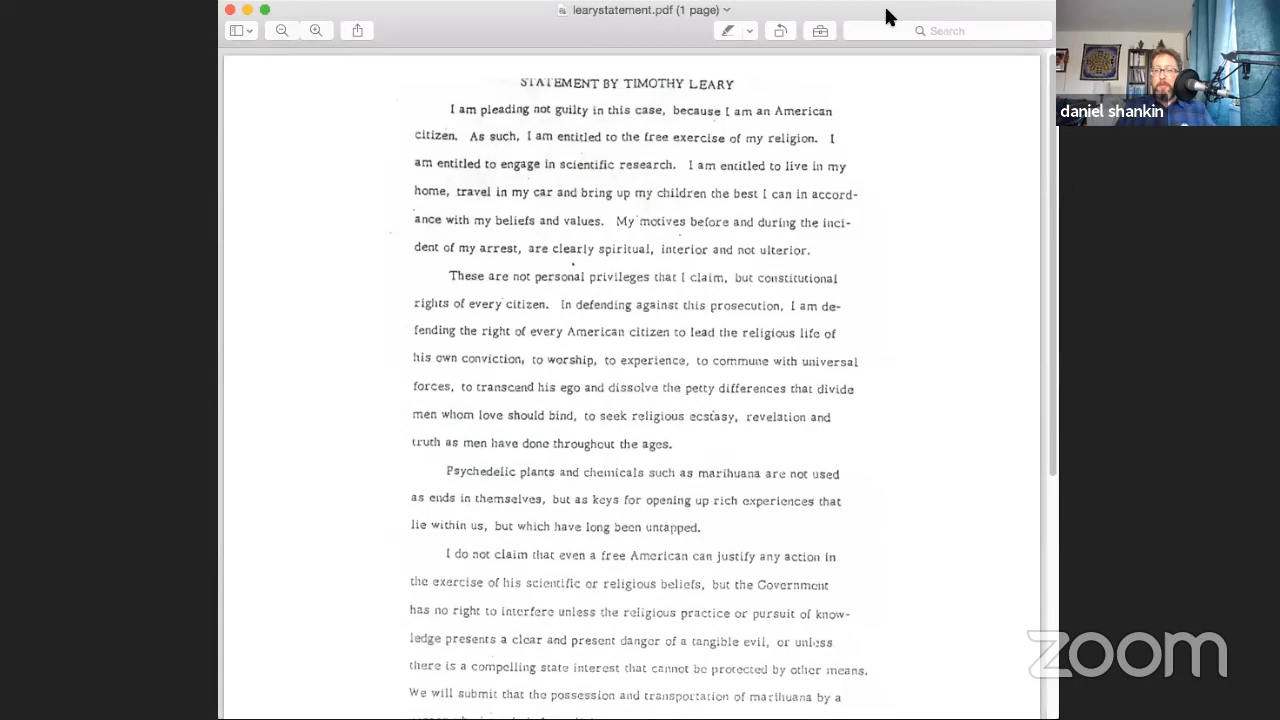 learystatement.pdf (1 page)
Search
daniel shankin
STATEMENT BY TIMOTHY LEARY
I am pleading not guilty in this case, because I am an American
citizen. As such, I am entitled to the free exercise of my religion. I
am entitled to engage in scientific research. I am entitled to live in my
home, travel in my car and bring up my children the best I can in accord-
ance with my beliefs and values. My motives before and during the inci-
dent of my arrest, are clearly spiritual, interior and not ulterior.
These are not personal privileges that I claim, but constitutional
rights of every citizen. In defending against this prosecution, I am de-
fending the right of every American citizen to lead the religious life of
his own conviction, to worship, to experience, to commune with universal
forces, to transcend his ego and dissolve the petty differences that divide
men whom love should bind, to seek religious ecstasy, revelation and
truth as men have done throughout the ages.
Psychedelic plants and chemicals such as marihuana are not used
as ends in themselves, but as keys for opening up rich experiences that
lie within us, but which have long been untapped.
I do not claim that even a free American can justify any action in
the exercise of his scientific or religious beliefs, but the Government
has no right to interfere unless the religious practice or pursuit of know-
ledge presents a clear and present danger of a tangible evil, or unless
there is a compelling state interest that cannot be protected by other means.
We will submit that the possession and transportation of marihuana by a
zoom